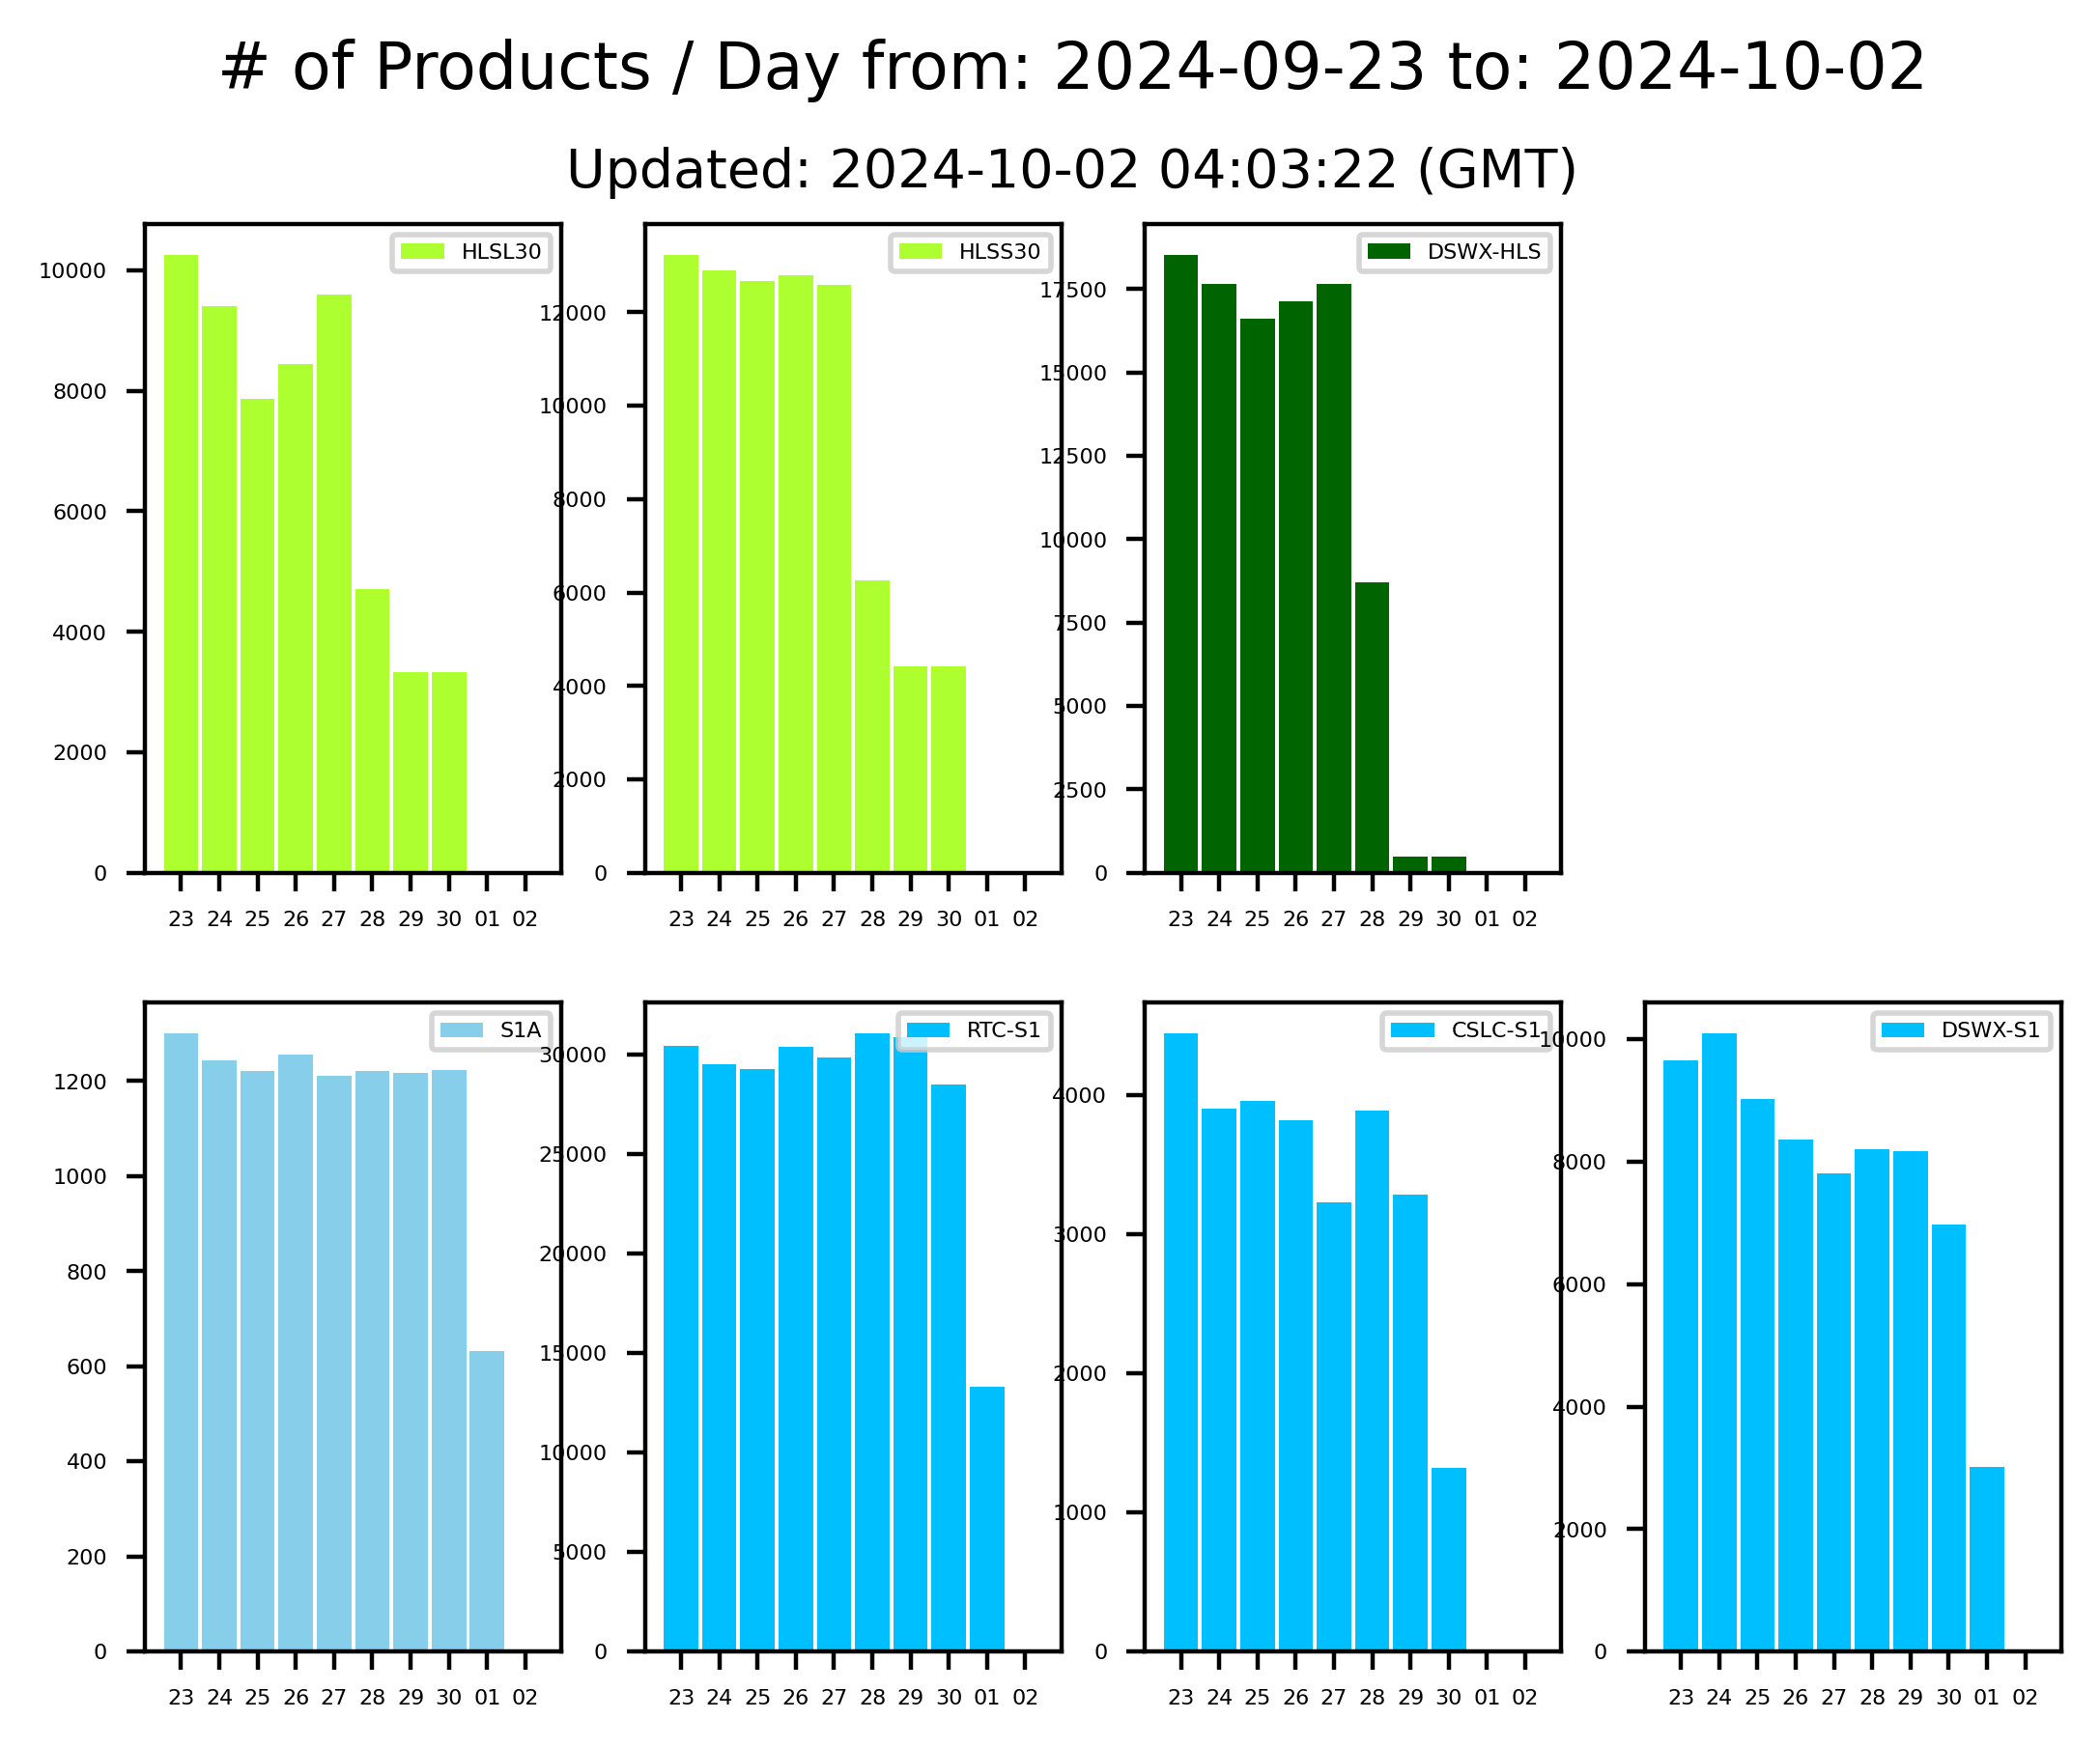 # of Products / Day from: 2024-09-23 to: 2024-10-02
Updated: 2024-10-02 04:03:22 (GMT)
HLSL30
10000
8000
6000
4000
2000
0
23 24 25 26 27 28 29 30 01 02
HLSS30
12000
10000
8000
6000
4000
2000
0
23 24 25 26 27 28 29 30 01 02
DSWX-HLS
17500
15000
12500
10000
7500
5000
2500
0
23 24 25 26 27 28 29 30 01 02
S1A
1200
1000
800
600
400
200
0
23 24 25 26 27 28 29 30 01 02
RTC-S1
30000
25000
20000
15000
10000
5000
0
23 24 25 26 27 28 29 30 01 02
CSLC-S1
4000
3000
2000
1000
0
23 24 25 26 27 28 29 30 01 02
DSWX-S1
10000
8000
6000
4000
2000
0
23 24 25 26 27 28 29 30 01 02